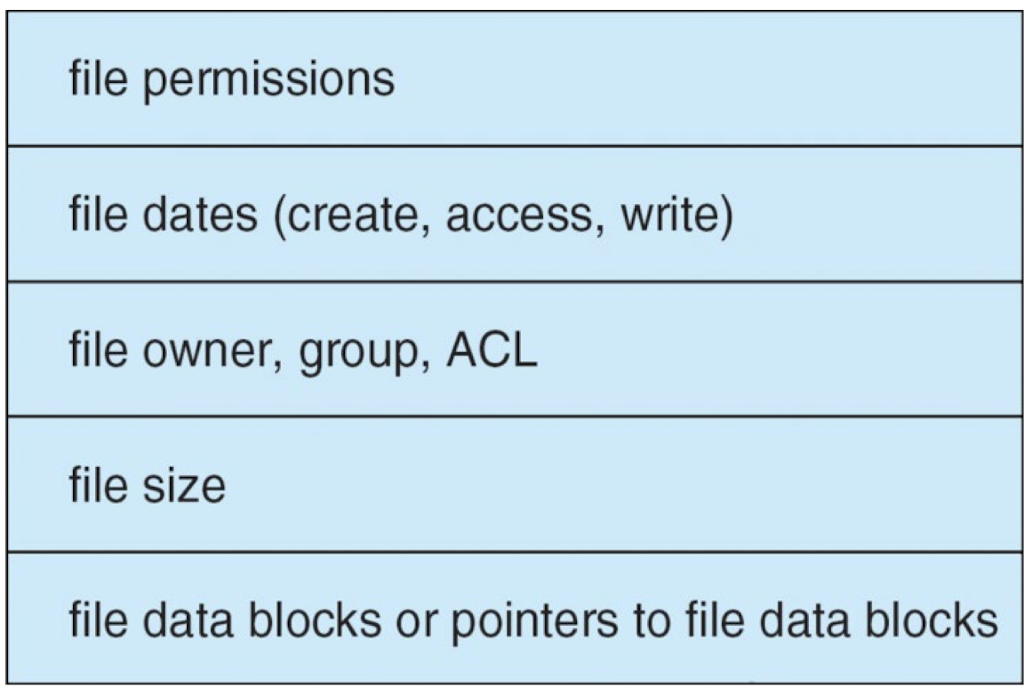 file permissions
file dates (create, access, write)
file owner, group, ACL
file size
file data blocks or pointers to file data blocks